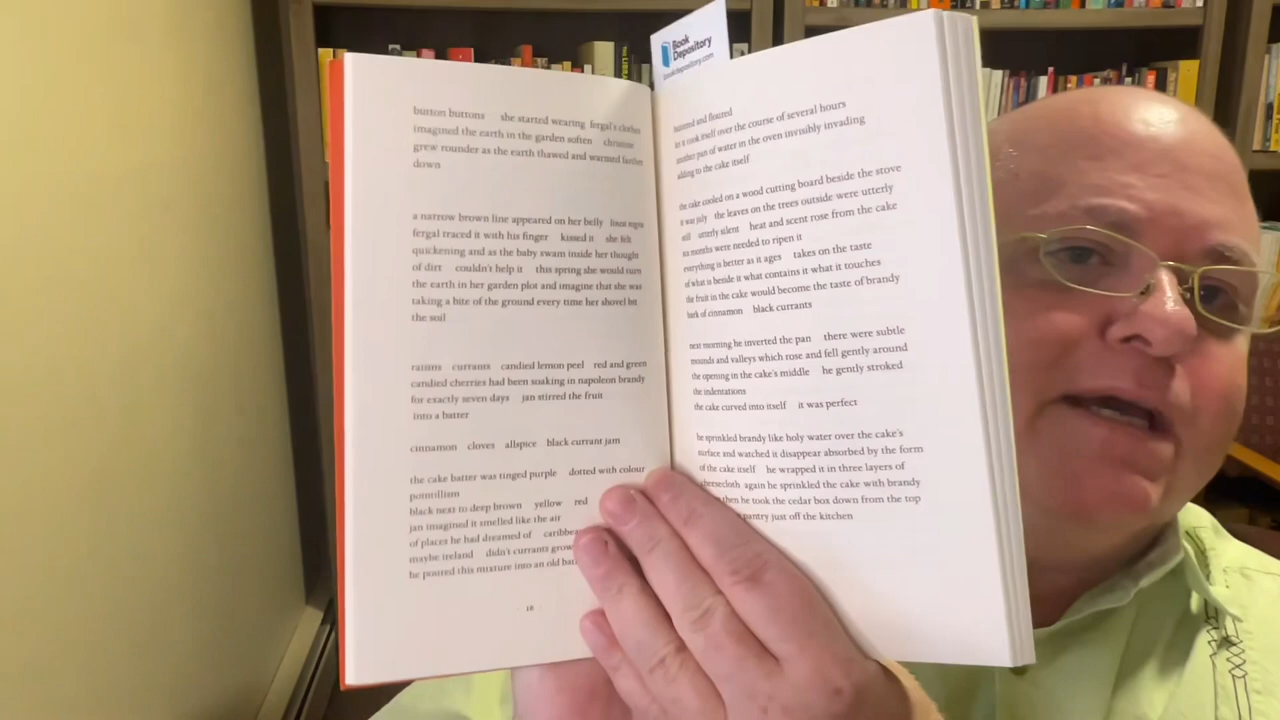 Book
Depository
bookdepository.com
button buttons she started wearing fergal's clothes
imagined the earth in the garden soften christine
grew rounder as the earth thawed and warmed further
down
a narrow brown line appeared on her belly linea nigra
fergal traced it with his finger kissed it she felt
quickening and as the baby swam inside her thought
of dirt couldn't help it this spring she would turn
the earth in her garden plot and imagine that she was
taking a bite of the ground every time her shovel bit
the soil
raisins currants candied lemon peel red and green
candied cherries had been soaking in napoleon brandy
for exactly seven days jan stirred the fruit
into a batter
cinnamon cloves allspice black currant jam
the cake batter was tinged purple dotted with colour
pointillism
black next to deep brown yellow red
jan imagined it smelled like the air
of places he had dreamed of
maybe ireland didn't currants grow
he poured this mixture into an old
18
buttered and floured
let it cook itself over the course of several hours
another pan of water in the oven invisibly invading
adding to the cake itself
the cake cooled on a wood cutting board beside the stove
it was july the leaves on the trees outside were utterly
still utterly silent heat and scent rose from the cake
six months were needed to ripen it
everything is better as it ages takes on the taste
of what is beside it what contains it what it touches
the fruit in the cake would become the taste of brandy
bark of cinnamon black currants
next morning he inverted the pan there were subtle
mounds and valleys which rose and fell gently around
the opening in the cake's middle he gently stroked
the indentations
the cake curved into itself it was perfect
he sprinkled brandy like holy water over the cake's
surface and watched it disappear absorbed by the form
of the cake itself he wrapped it in three layers of
cheesecloth again he sprinkled the cake with brandy
then he took the cedar box down from the top
pantry just off the kitchen